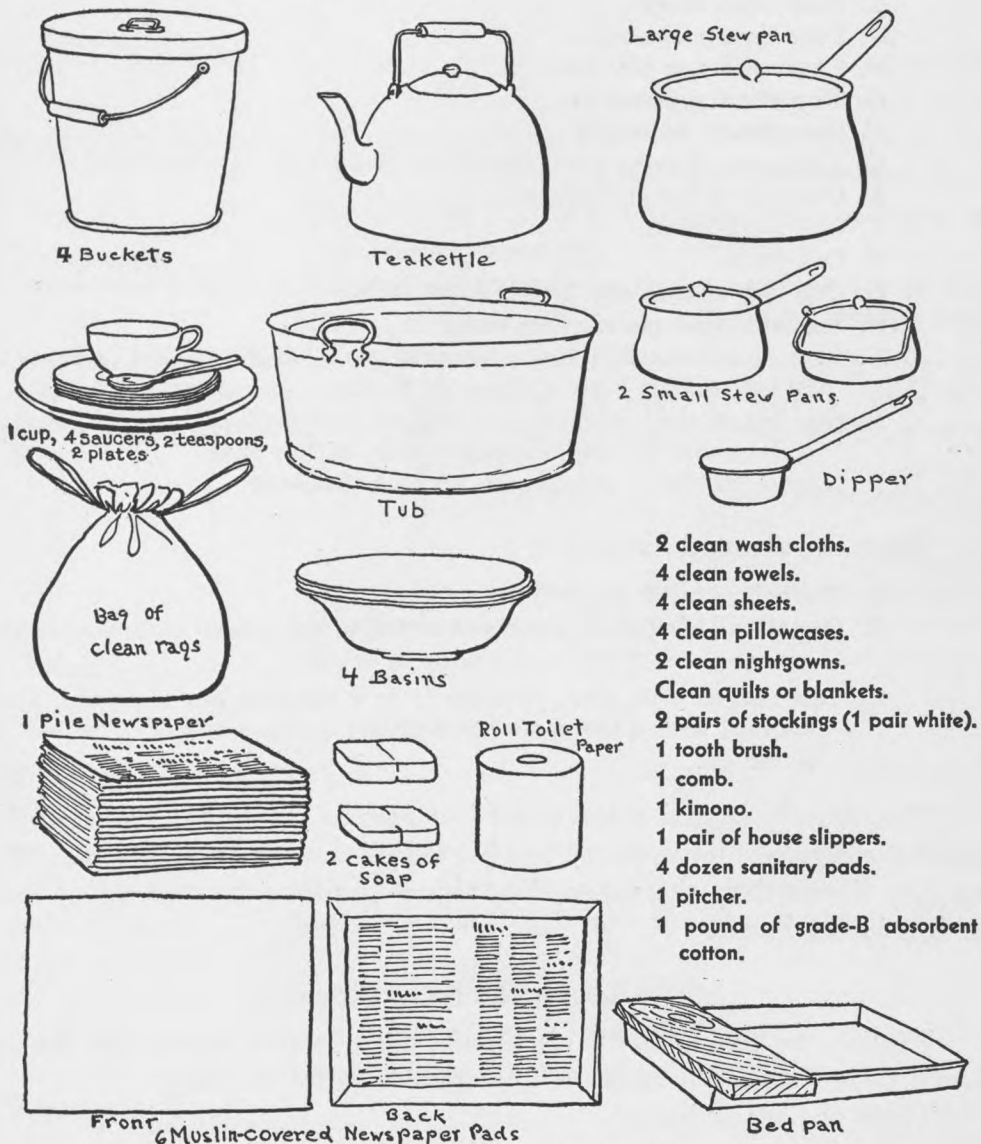 Large Stew pan
4 Buckets
Teakettle
1 cup, 4 saucers, 2 teaspoons,
2 plates.
Tub
2 Small Stew Pans.
Dipper
Bag of
clean rags
4 Basins
2 clean wash cloths.
4 clean towels.
4 clean sheets.
4 clean pillowcases.
2 clean nightgowns.
Clean quilts or blankets.
2 pairs of stockings (1 pair white).
1 tooth brush.
1 comb.
1 kimono.
1 pair of house slippers.
4 dozen sanitary pads.
1 pitcher.
1 pound of grade-B absorbent
cotton.
1 Pile Newspaper
Roll Toilet
Paper
2 cakes of
Soap
Front
Back
6 Muslin-covered Newspaper Pads
Bed pan